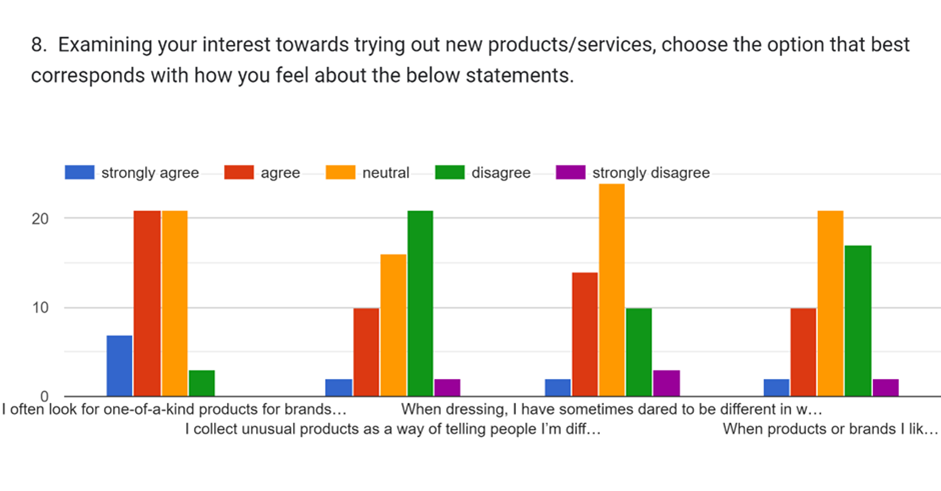 8. Examining your interest towards trying out new products/services, choose the option that best
corresponds with how you feel about the below statements.
strongly agree agree neutral disagree strongly disagree
20
10
0
I often look for one-of-a-kind products for brands... When dressing, I have sometimes dared to be different in w...
I collect unusual products as a way of telling people I'm diff... When products or brands I lik...